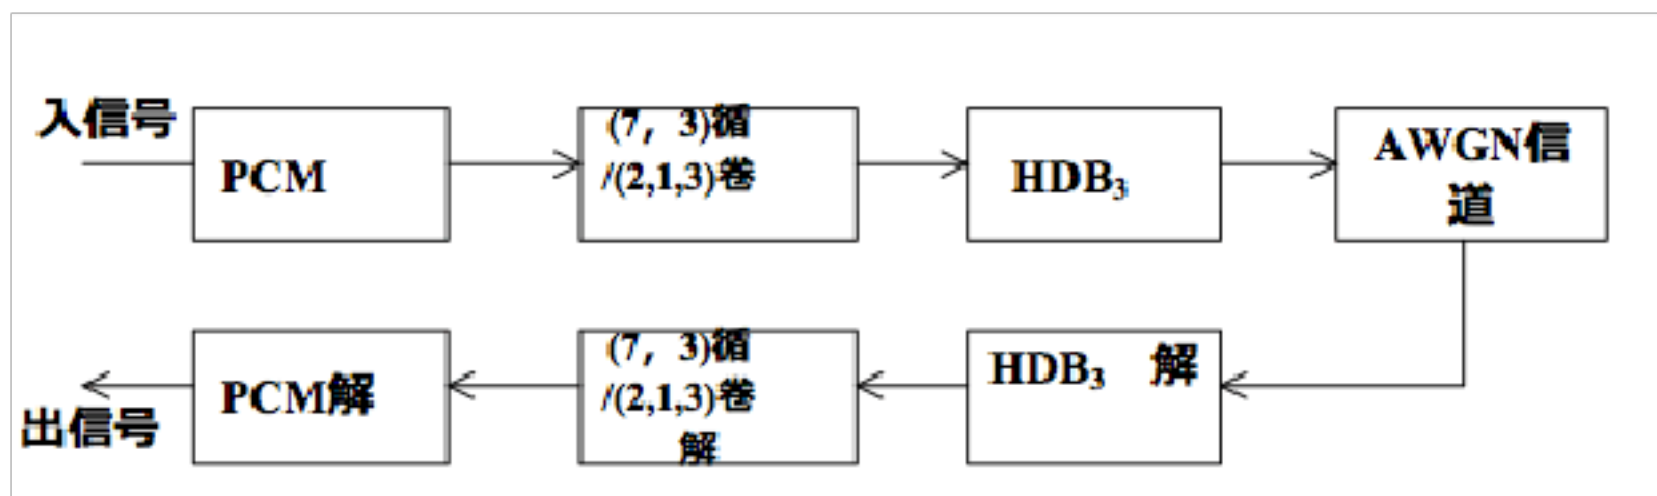 入信号
PCM
(7，3)循
/(2,1,3)卷
HDB₃
AWGN信
道
出信号
PCM解
(7，3)循
/(2,1,3)卷
解
HDB₃ 解